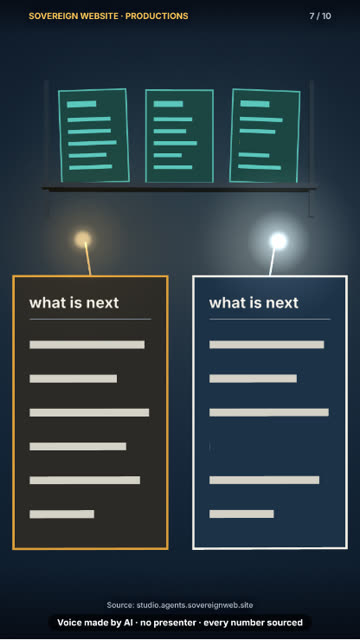 SOVEREIGN WEBSITE · PRODUCTIONS
7 / 10
what is next
what is next
Source: studio.agents.sovereignweb.site
Voice made by AI · no presenter · every number sourced